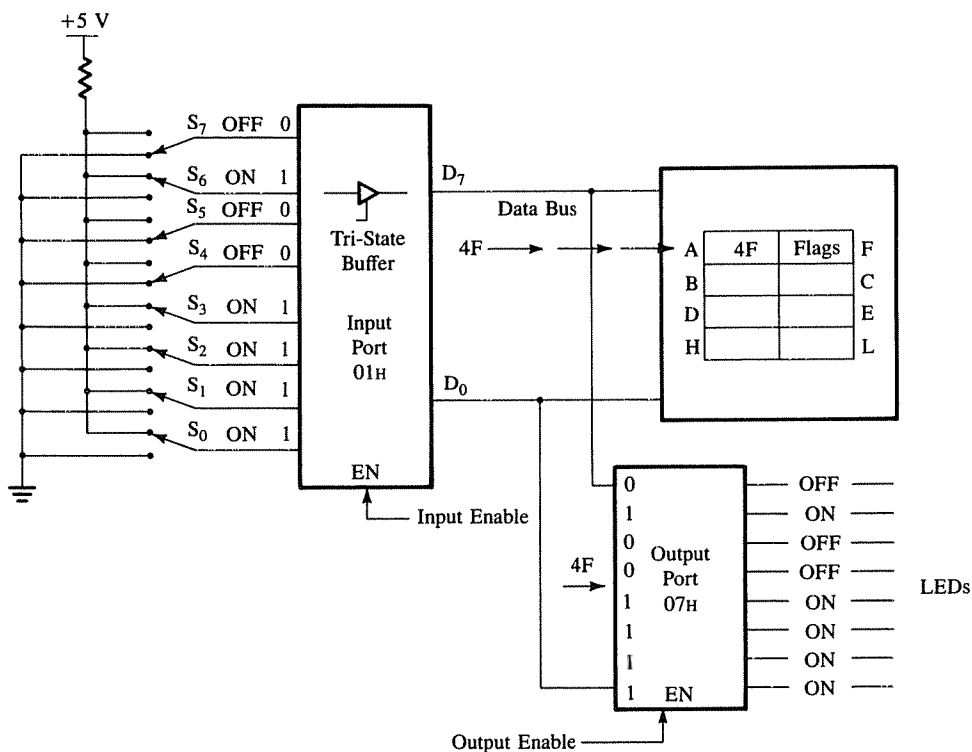 +5 V
S7 OFF 0
S6 ON 1
S5 OFF 0
S4 OFF 0
S3 ON 1
S2 ON 1
S1 ON 1
S0 ON 1
Tri-State
Buffer
Input
Port
01H
EN
Input Enable
D7
Data Bus
4F
D0
A 4F Flags F
B C
D E
H L
4F
0
1
0
0
1
1
1
1
Output
Port
07H
EN
Output Enable
OFF
ON
OFF
OFF
ON
ON
ON
ON
LEDs